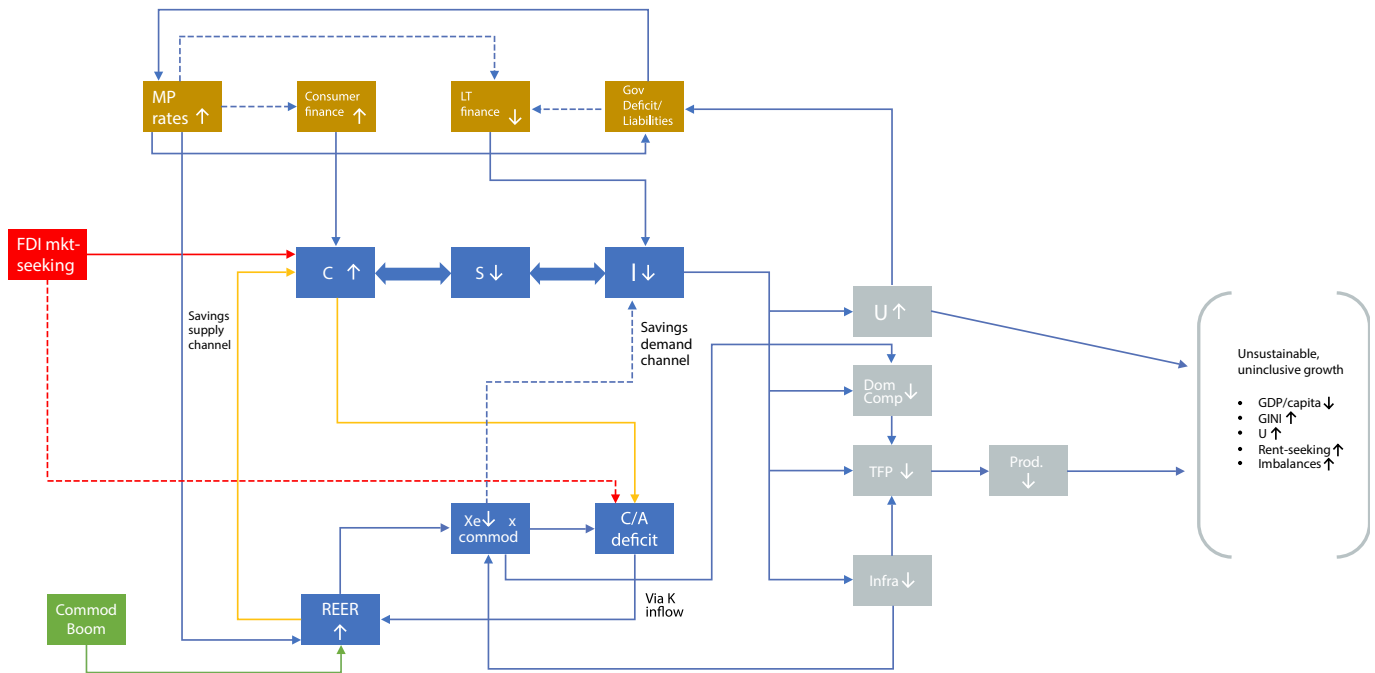 MP
rates ↑
Consumer
finance ↑
LT
finance ↓
Gov
Deficit/
Liabilities
FDI mkt-
seeking
C ↑
S ↓
I ↓
U ↑
Savings
supply
channel
Savings
demand
channel
Dom
Comp ↓
TFP ↓
Prod.
↓
Unsustainable,
uninclusive growth
• GDP/capita ↓
• GINI ↑
• U ↑
• Rent-seeking ↑
• Imbalances ↑
Xe↓ x
commod
C/A
deficit
Infra ↓
Via K
inflow
Commod
Boom
REER
↑